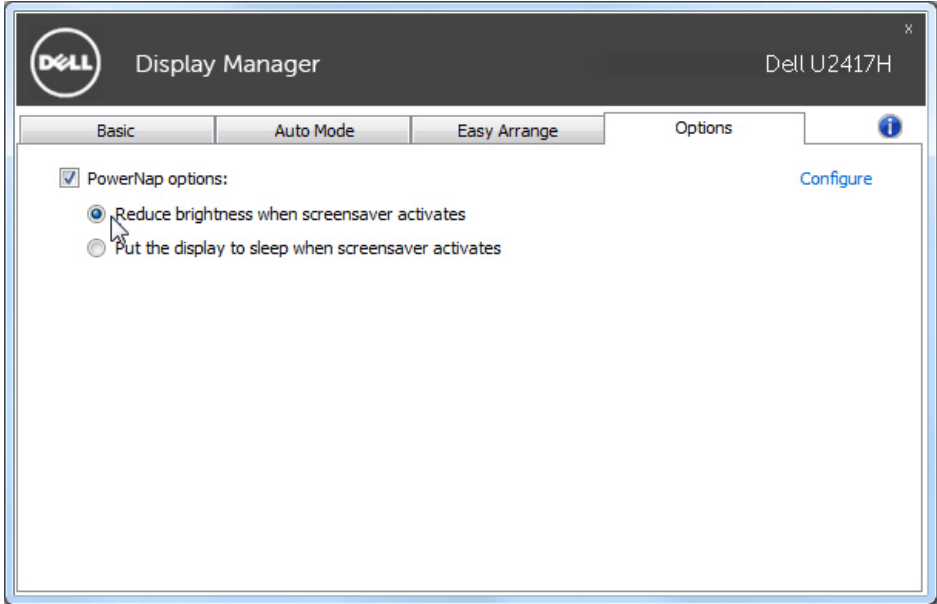 x
DELL Display Manager Dell U2417H
Basic Auto Mode Easy Arrange Options i
PowerNap options: Configure
Reduce brightness when screensaver activates
Put the display to sleep when screensaver activates